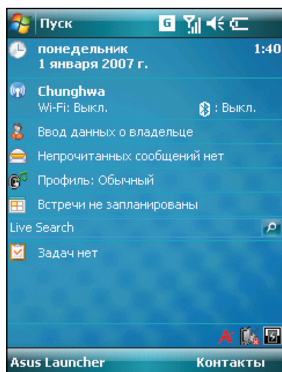 Пуск G
понедельник 1:40
1 января 2007 г.
Chunghwa
Wi-Fi: Выкл. : Выкл.
Ввод данных о владельце
Непрочитанных сообщений нет
Профиль: Обычный
Встречи не запланированы
Live Search
Задач нет
Asus Launcher Контакты